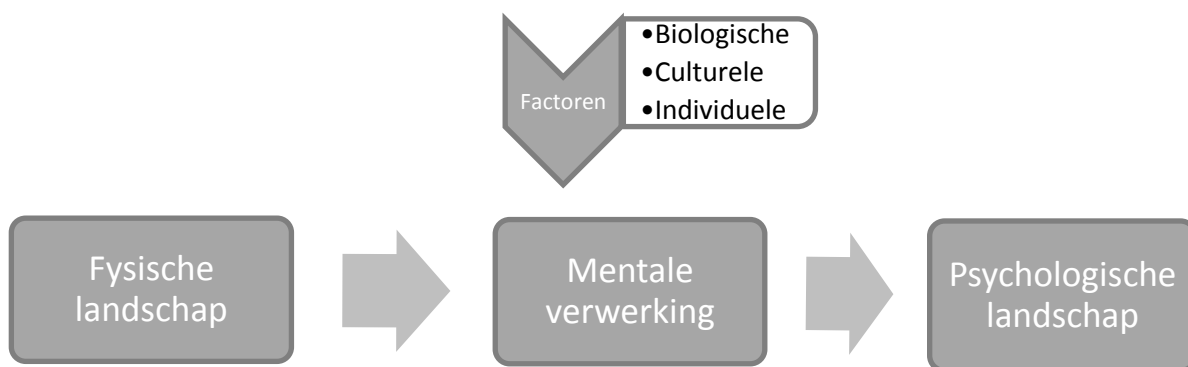 •Biologische
•Culturele
•Individuele
Factoren
Fysische
landschap
Mentale
verwerking
Psychologische
landschap